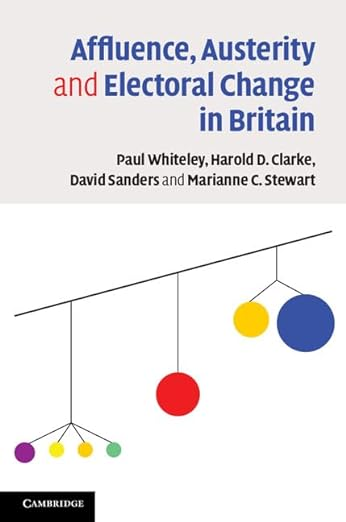 Affluence, Austerity
and Electoral Change
in Britain
Paul Whiteley, Harold D. Clarke,
David Sanders and Marianne C. Stewart
CAMBRIDGE